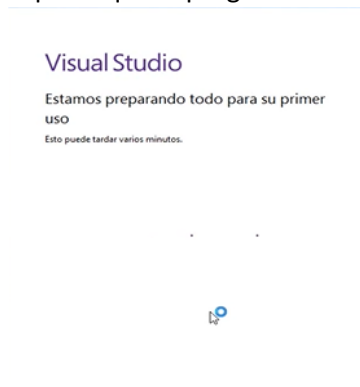 Visual Studio
Estamos preparando todo para su primer
uso
Esto puede tardar varios minutos.